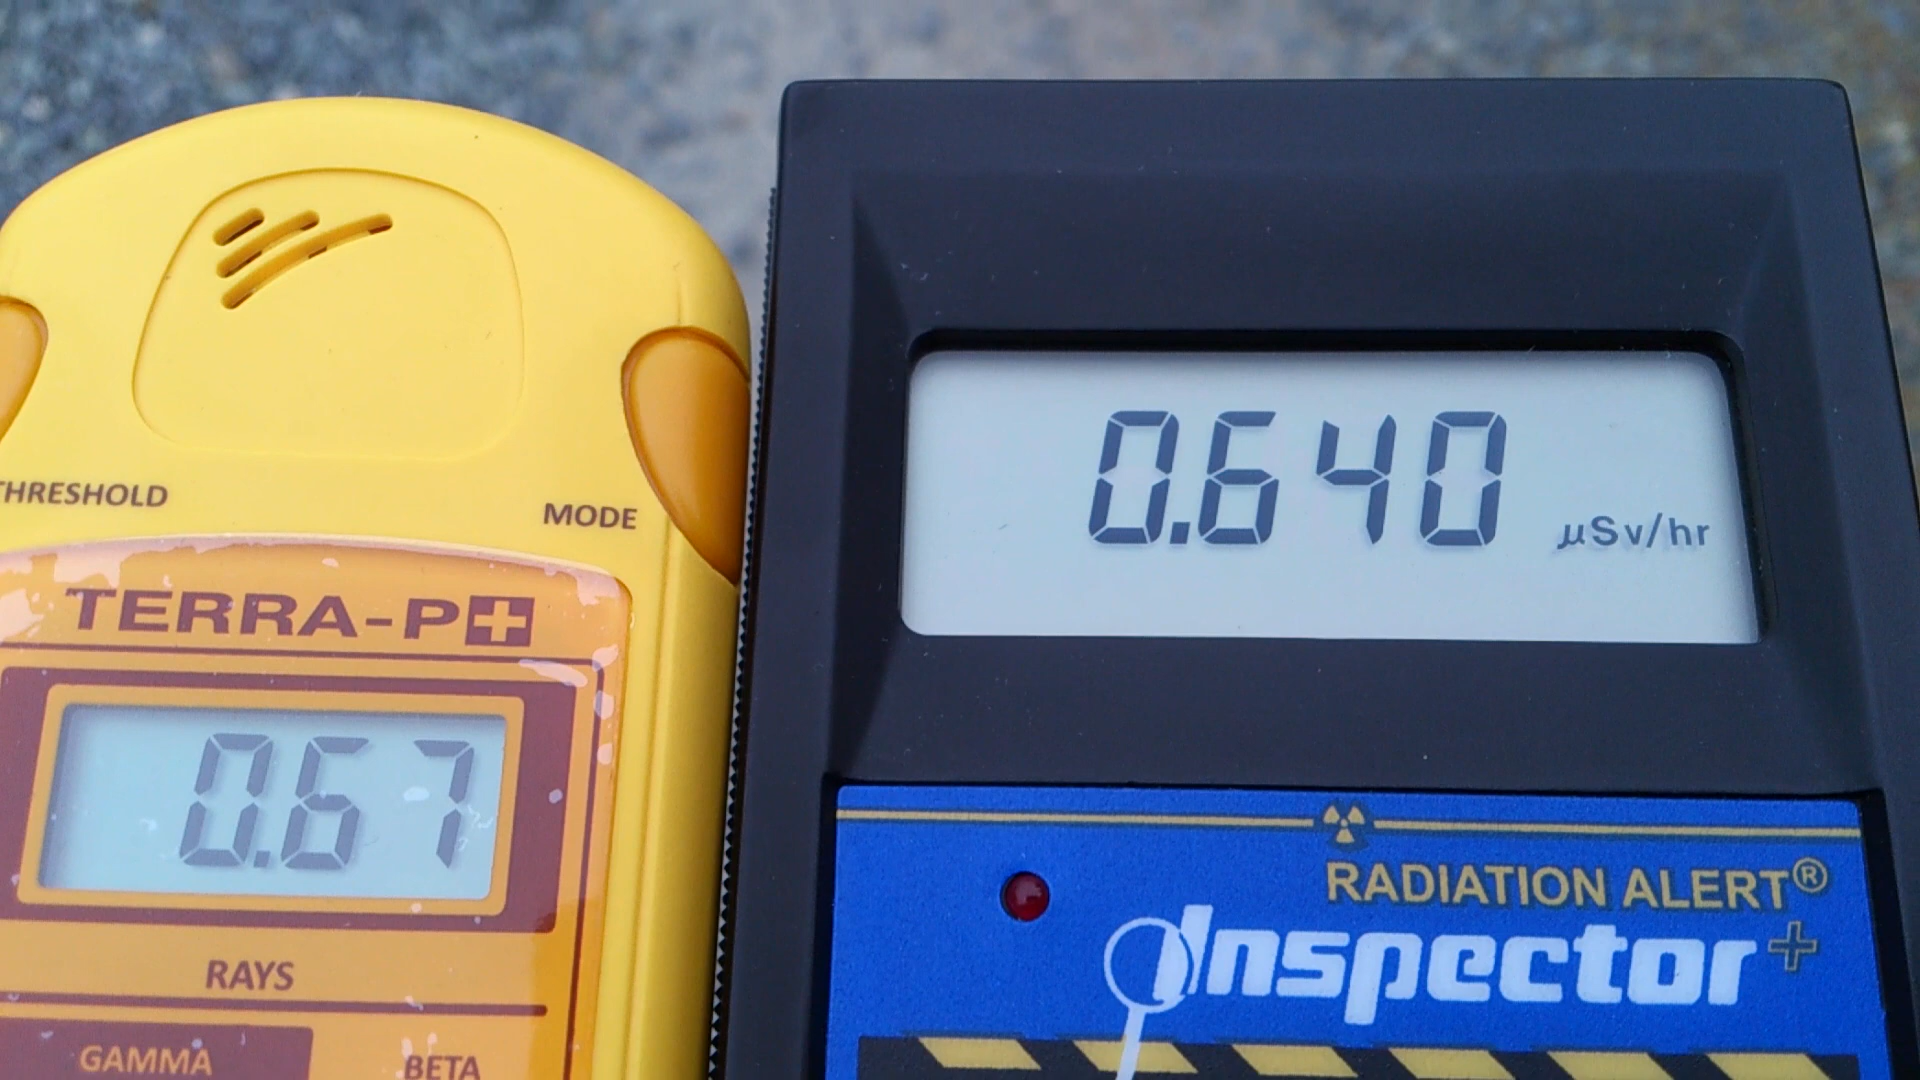 THRESHOLD
MODE
TERRA-P+
0.67
RAYS
GAMMA
BETA
0.640
µSv/hr
RADIATION ALERT®
Inspector+